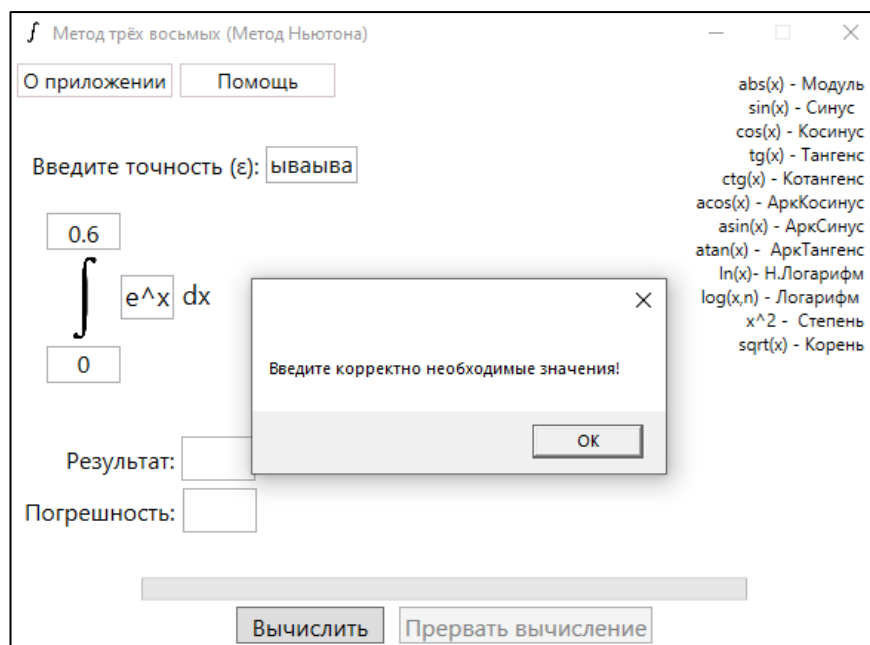 ∫ Метод трёх восьмых (Метод Ньютона)
О приложении Помощь
abs(x) - Модуль
sin(x) - Синус
cos(x) - Косинус
tg(x) - Тангенс
ctg(x) - Котангенс
acos(x) - АркКосинус
asin(x) - АркСинус
atan(x) - АркТангенс
ln(x)- Н.Логарифм
log(x,n) - Логарифм
x^2 - Степень
sqrt(x) - Корень
Введите точность (ε): ываыва
0.6
∫ e^x dx
0
Введите корректно необходимые значения!
ОК
Результат:
Погрешность:
Вычислить Прервать вычисление